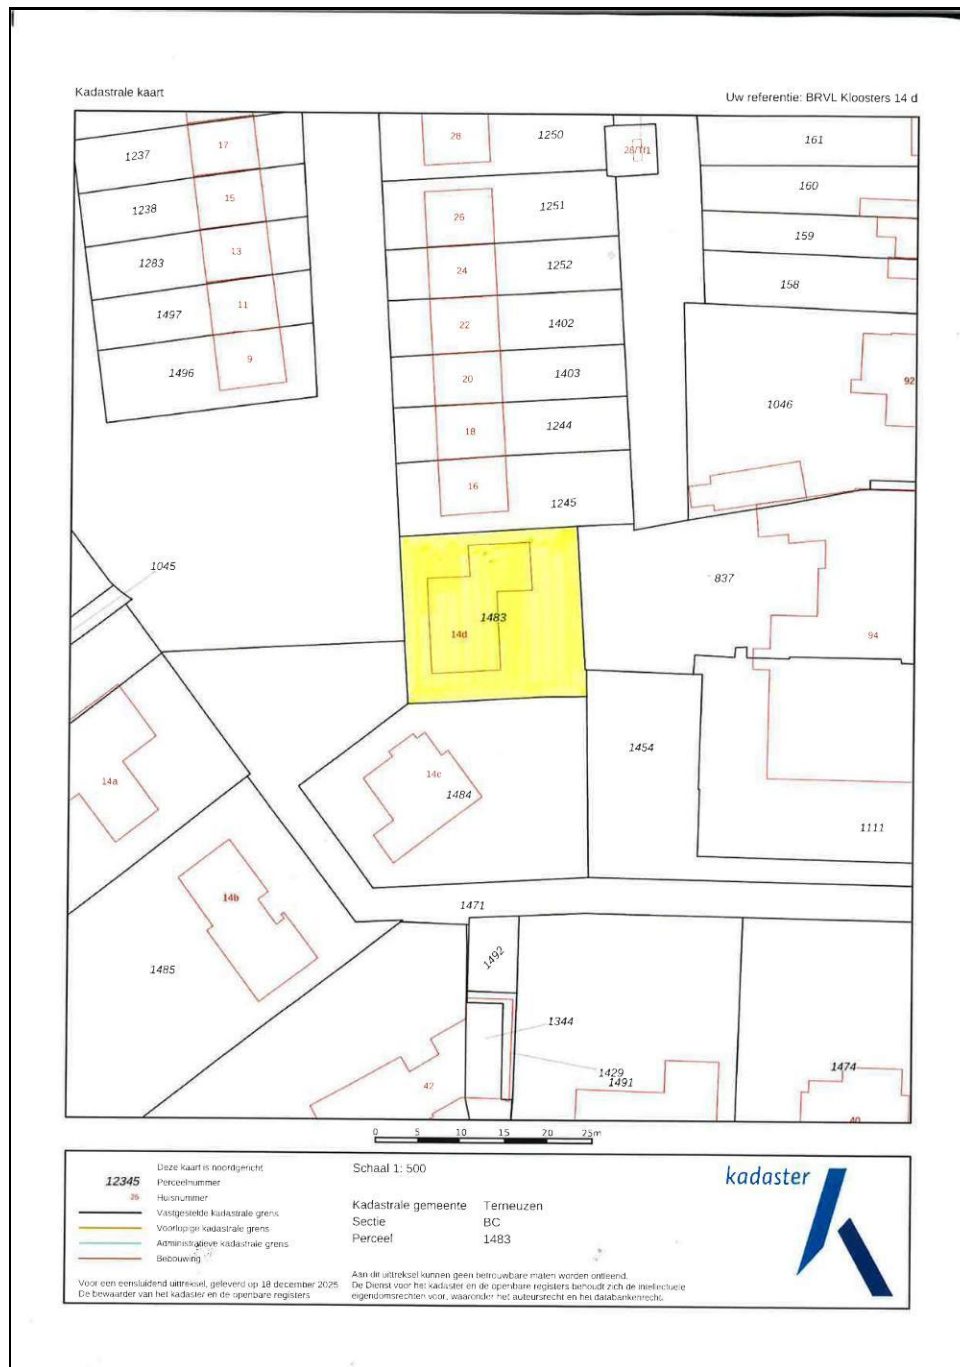 Kadastrale kaart
Uw referentie: BRVL Kloosters 14 d
17
28
1250
28/Tf1
161
1237
15
160
1238
26
1251
159
13
24
1252
1283
158
11
22
1402
1497
9
20
1403
1496
92
1046
18
1244
16
1245
1045
837
1483
14d
94
1454
14a
14c
1484
1111
14b
1471
1492
1485
1344
1429
1491
1474
42
40
0 5 10 15 20 25m
Deze kaart is noordgericht
12345 Perceelnummer
26 Huisnummer
Vastgestelde kadastrale grens
Voorlopige kadastrale grens
Administratieve kadastrale grens
Bebouwing
Voor een eensluidend uittreksel, geleverd op 18 december 2025
De bewaarder van het kadaster en de openbare registers
Schaal 1: 500
Kadastrale gemeente Terneuzen
Sectie BC
Perceel 1483
Aan dit uittreksel kunnen geen betrouwbare maten worden ontleend.
De Dienst voor het kadaster en de openbare registers behoudt zich de intellectuele
eigendomsrechten voor, waaronder het auteursrecht en het databankenrecht.
kadaster